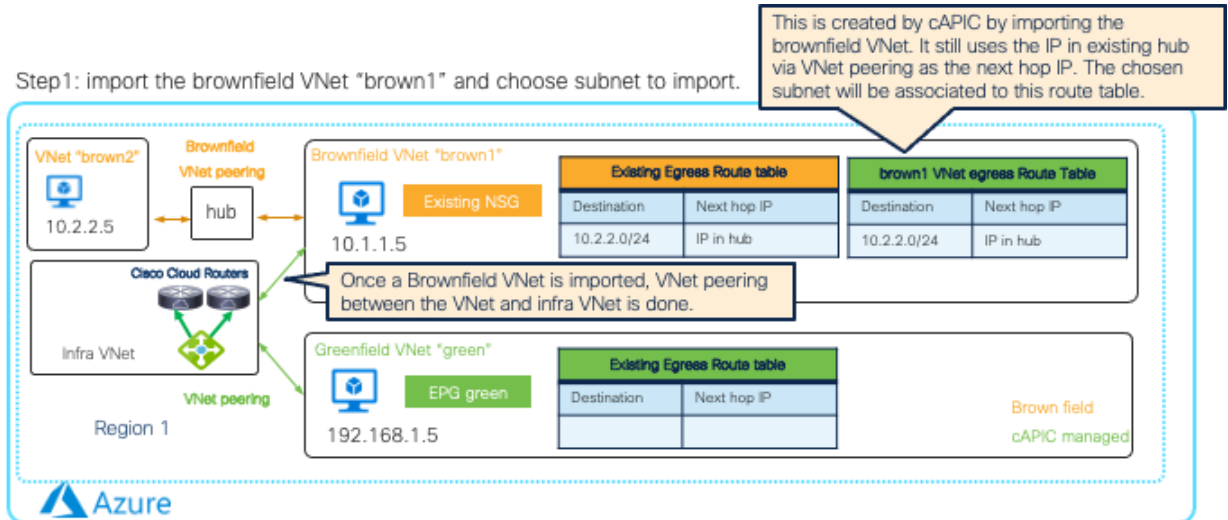 This is created by cAPIC by importing the
brownfield VNet. It still uses the IP in existing hub
via VNet peering as the next hop IP. The chosen
subnet will be associated to this route table.
Step1: import the brownfield VNet “brown1” and choose subnet to import.
VNet “brown2”
10.2.2.5
Brownfield
VNet peering
hub
Brownfield VNet “brown1”
10.1.1.5
Existing NSG
Existing Egress Route table
Destination Next hop IP
10.2.2.0/24 IP in hub
brown1 VNet egress Route Table
Destination Next hop IP
10.2.2.0/24 IP in hub
Once a Brownfield VNet is imported, VNet peering
between the VNet and infra VNet is done.
Cisco Cloud Routers
Infra VNet
VNet peering
Region 1
Greenfield VNet “green”
192.168.1.5
EPG green
Existing Egress Route table
Destination Next hop IP
Brown field
cAPIC managed
Azure